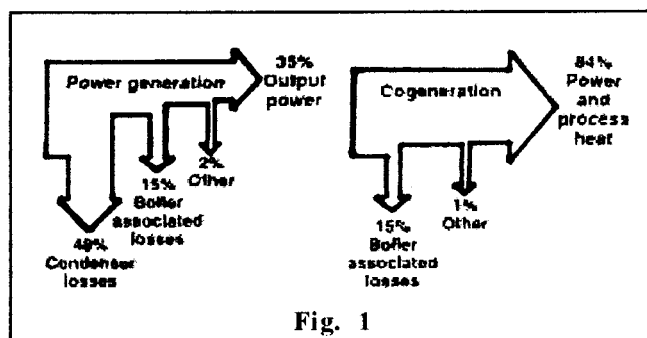 Power generation
35%
Output
power
2%
Other
15%
Boiler
associated
losses
48%
Condenser
losses
Cogeneration
84%
Power
and
process
heat
15%
Boiler
associated
losses
1%
Other
Fig. 1